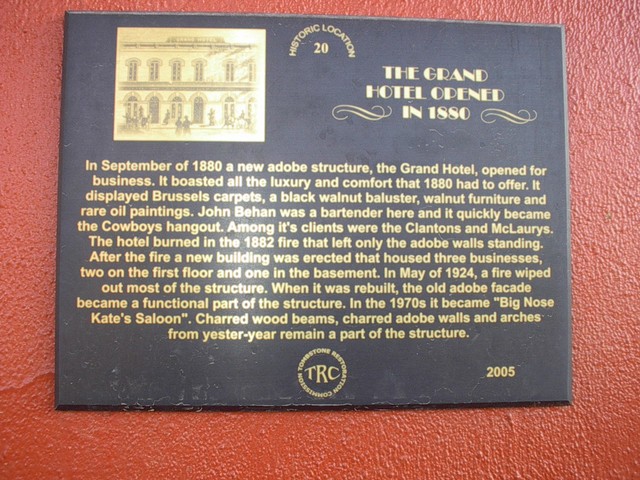 HISTORIC LOCATION
20
THE GRAND
HOTEL OPENED
IN 1880
In September of 1880 a new adobe structure, the Grand Hotel, opened for
business. It boasted all the luxury and comfort that 1880 had to offer. It
displayed Brussels carpets, a black walnut baluster, walnut furniture and
rare oil paintings. John Behan was a bartender here and it quickly became
the Cowboys hangout. Among it's clients were the Clantons and McLaurys.
The hotel burned in the 1882 fire that left only the adobe walls standing.
After the fire a new building was erected that housed three businesses,
two on the first floor and one in the basement. In May of 1924, a fire wiped
out most of the structure. When it was rebuilt, the old adobe facade
became a functional part of the structure. In the 1970s it became "Big Nose
Kate's Saloon". Charred wood beams, charred adobe walls and arches
from yester-year remain a part of the structure.
TOMBSTONE RESTORATION COMMISSION
TRC
2005